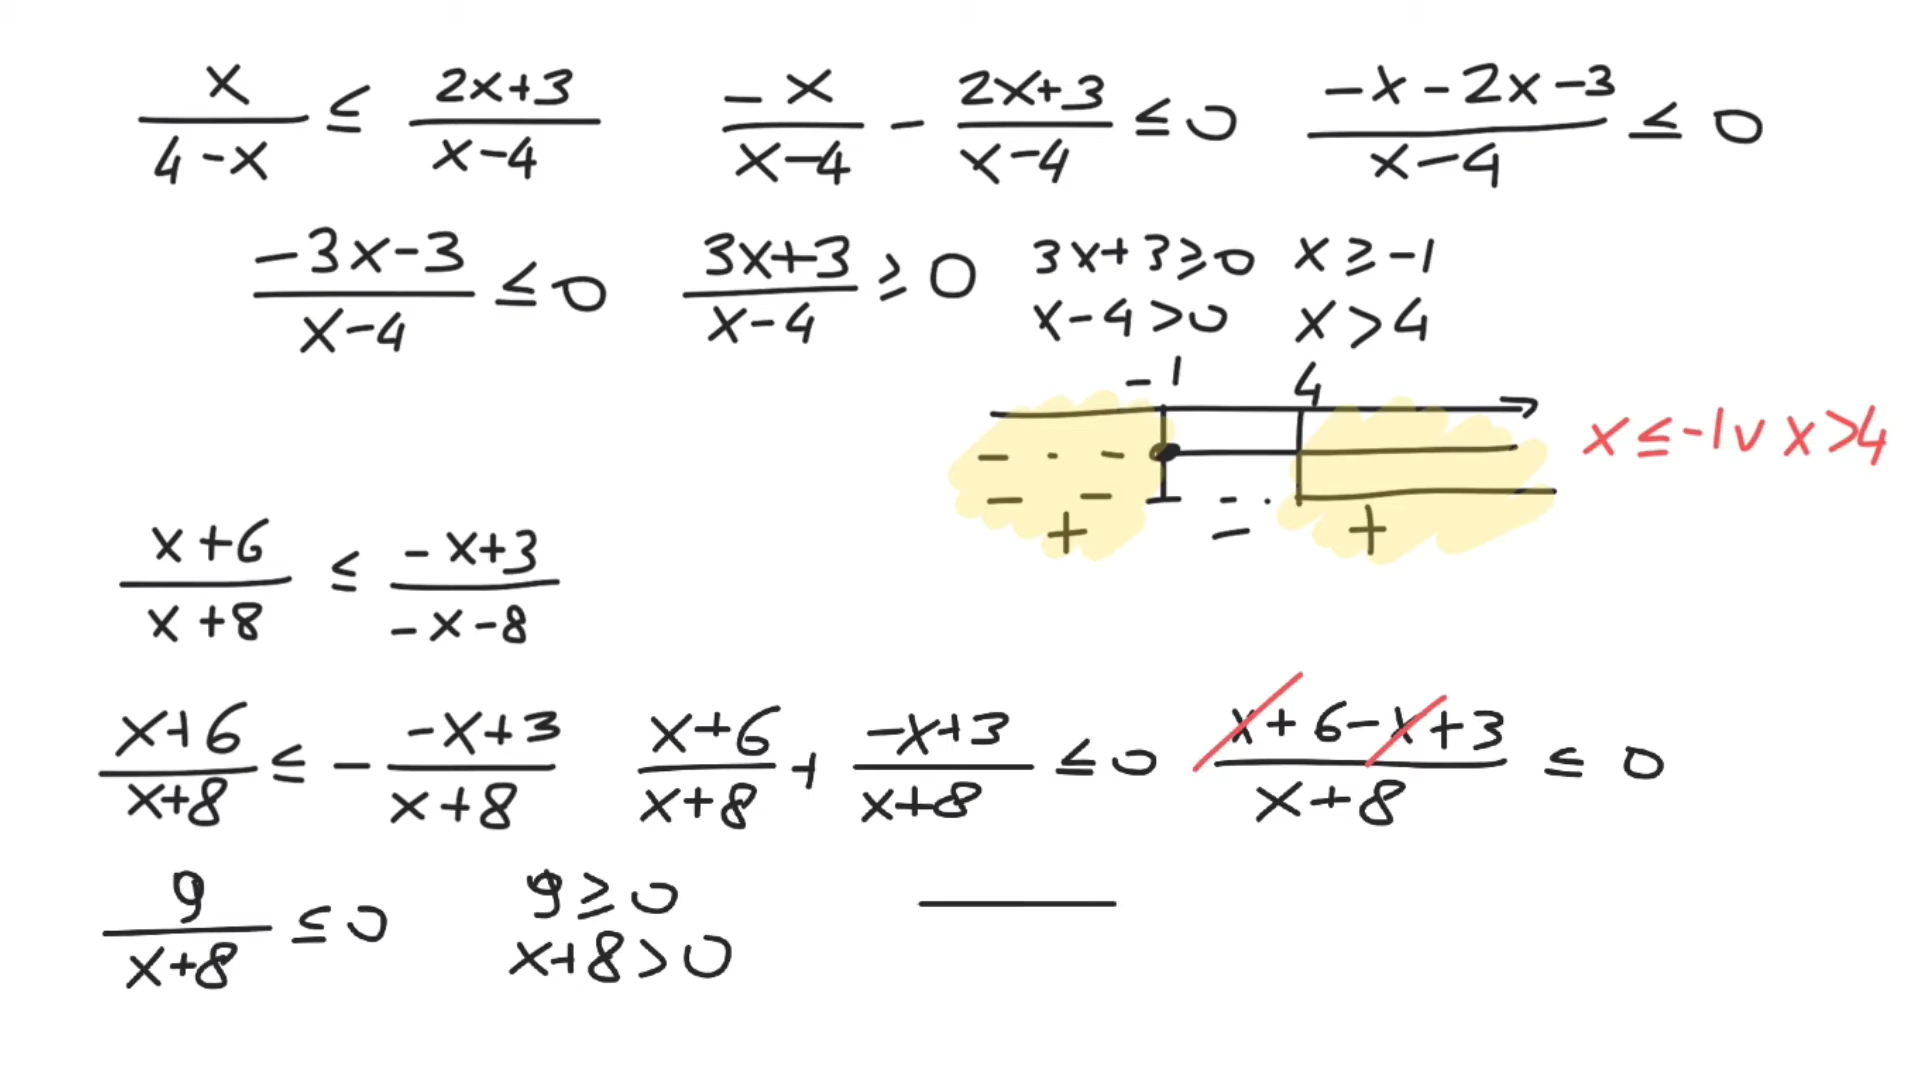 x/(4-x) ≤ (2x+3)/(x-4)   -x/(x-4) - (2x+3)/(x-4) ≤ 0   (-x-2x-3)/(x-4) ≤ 0
(-3x-3)/(x-4) ≤ 0   (3x+3)/(x-4) ≥ 0   3x+3≥0   x≥-1
x-4>0   x>4
-1   4
x≤-1 ∨ x>4
+   -   +
(x+6)/(x+8) ≤ (-x+3)/(-x-8)
(x+6)/(x+8) ≤ -(-x+3)/(x+8)   (x+6)/(x+8) + (-x+3)/(x+8) ≤ 0   (x+6-x+3)/(x+8) ≤ 0
9/(x+8) ≤ 0   9≥0
x+8>0